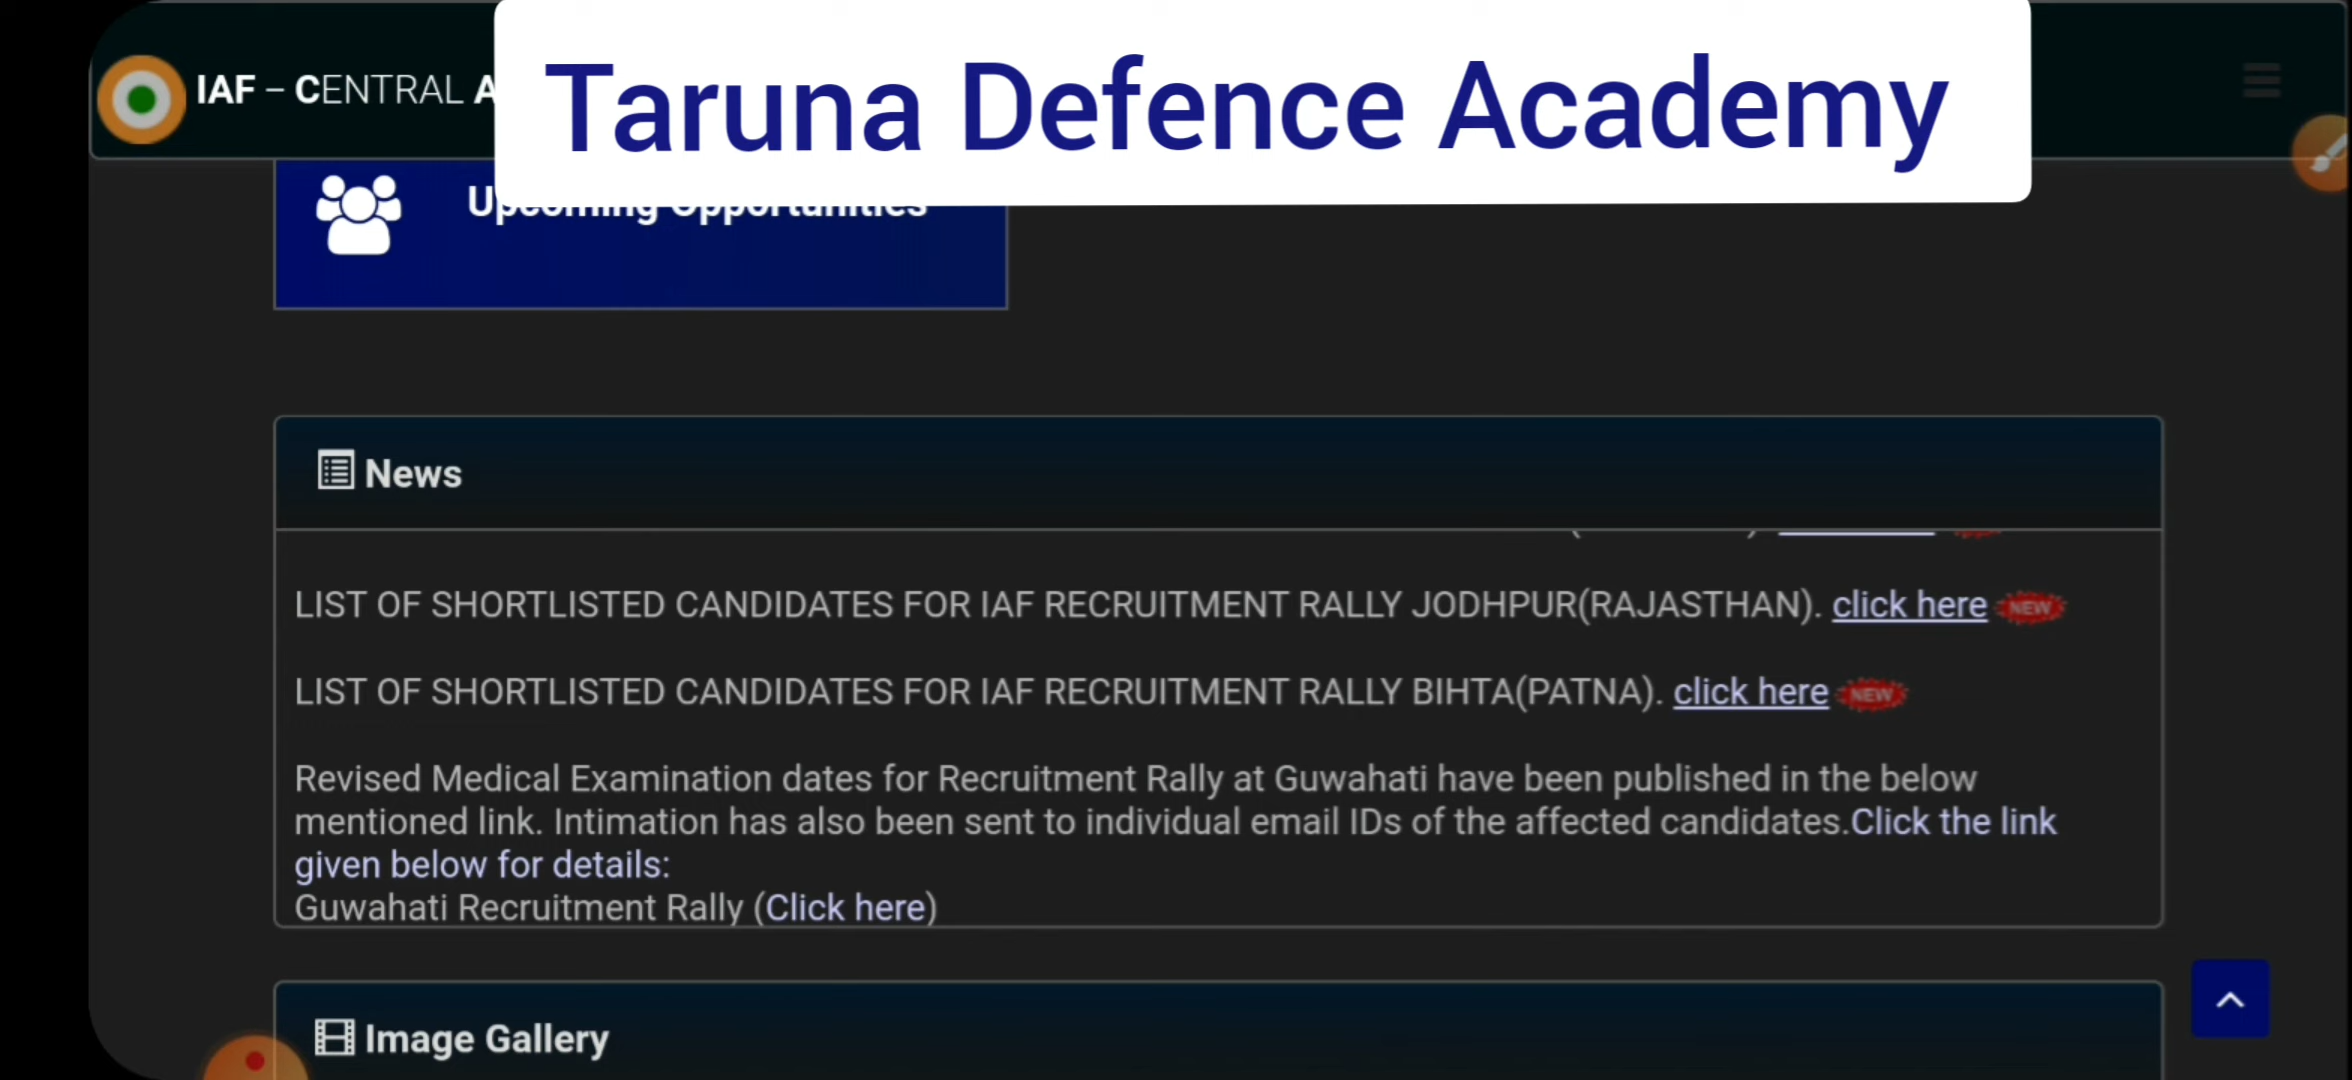 Taruna Defence Academy
IAF – CENTRAL A
Upcoming Opportunities
News
LIST OF SHORTLISTED CANDIDATES FOR IAF RECRUITMENT RALLY JODHPUR(RAJASTHAN). click here NEW
LIST OF SHORTLISTED CANDIDATES FOR IAF RECRUITMENT RALLY BIHTA(PATNA). click here NEW
Revised Medical Examination dates for Recruitment Rally at Guwahati have been published in the below
mentioned link. Intimation has also been sent to individual email IDs of the affected candidates.Click the link
given below for details:
Guwahati Recruitment Rally (Click here)
Image Gallery